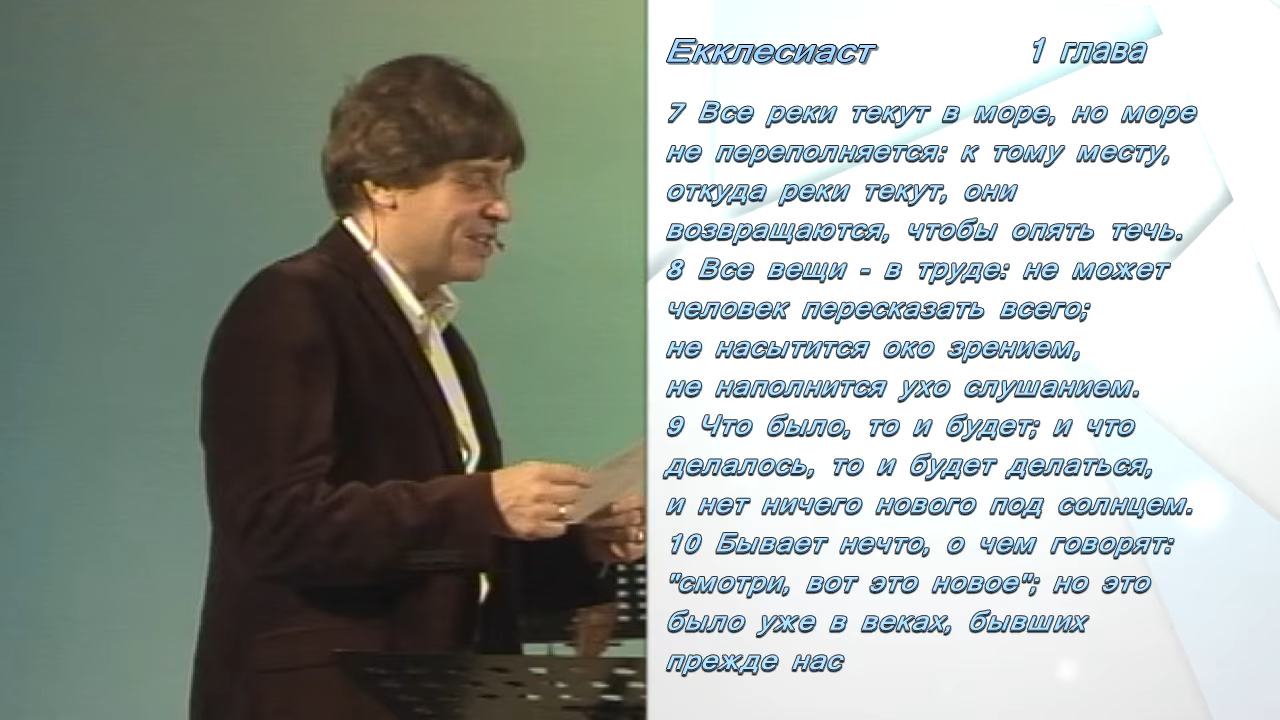 Екклесиаст 1 глава
7 Все реки текут в море, но море
не переполняется: к тому месту,
откуда реки текут, они
возвращаются, чтобы опять течь.
8 Все вещи - в труде: не может
человек пересказать всего;
не насытится око зрением,
не наполнится ухо слушанием.
9 Что было, то и будет; и что
делалось, то и будет делаться,
и нет ничего нового под солнцем.
10 Бывает нечто, о чем говорят:
"смотри, вот это новое"; но это
было уже в веках, бывших
прежде нас